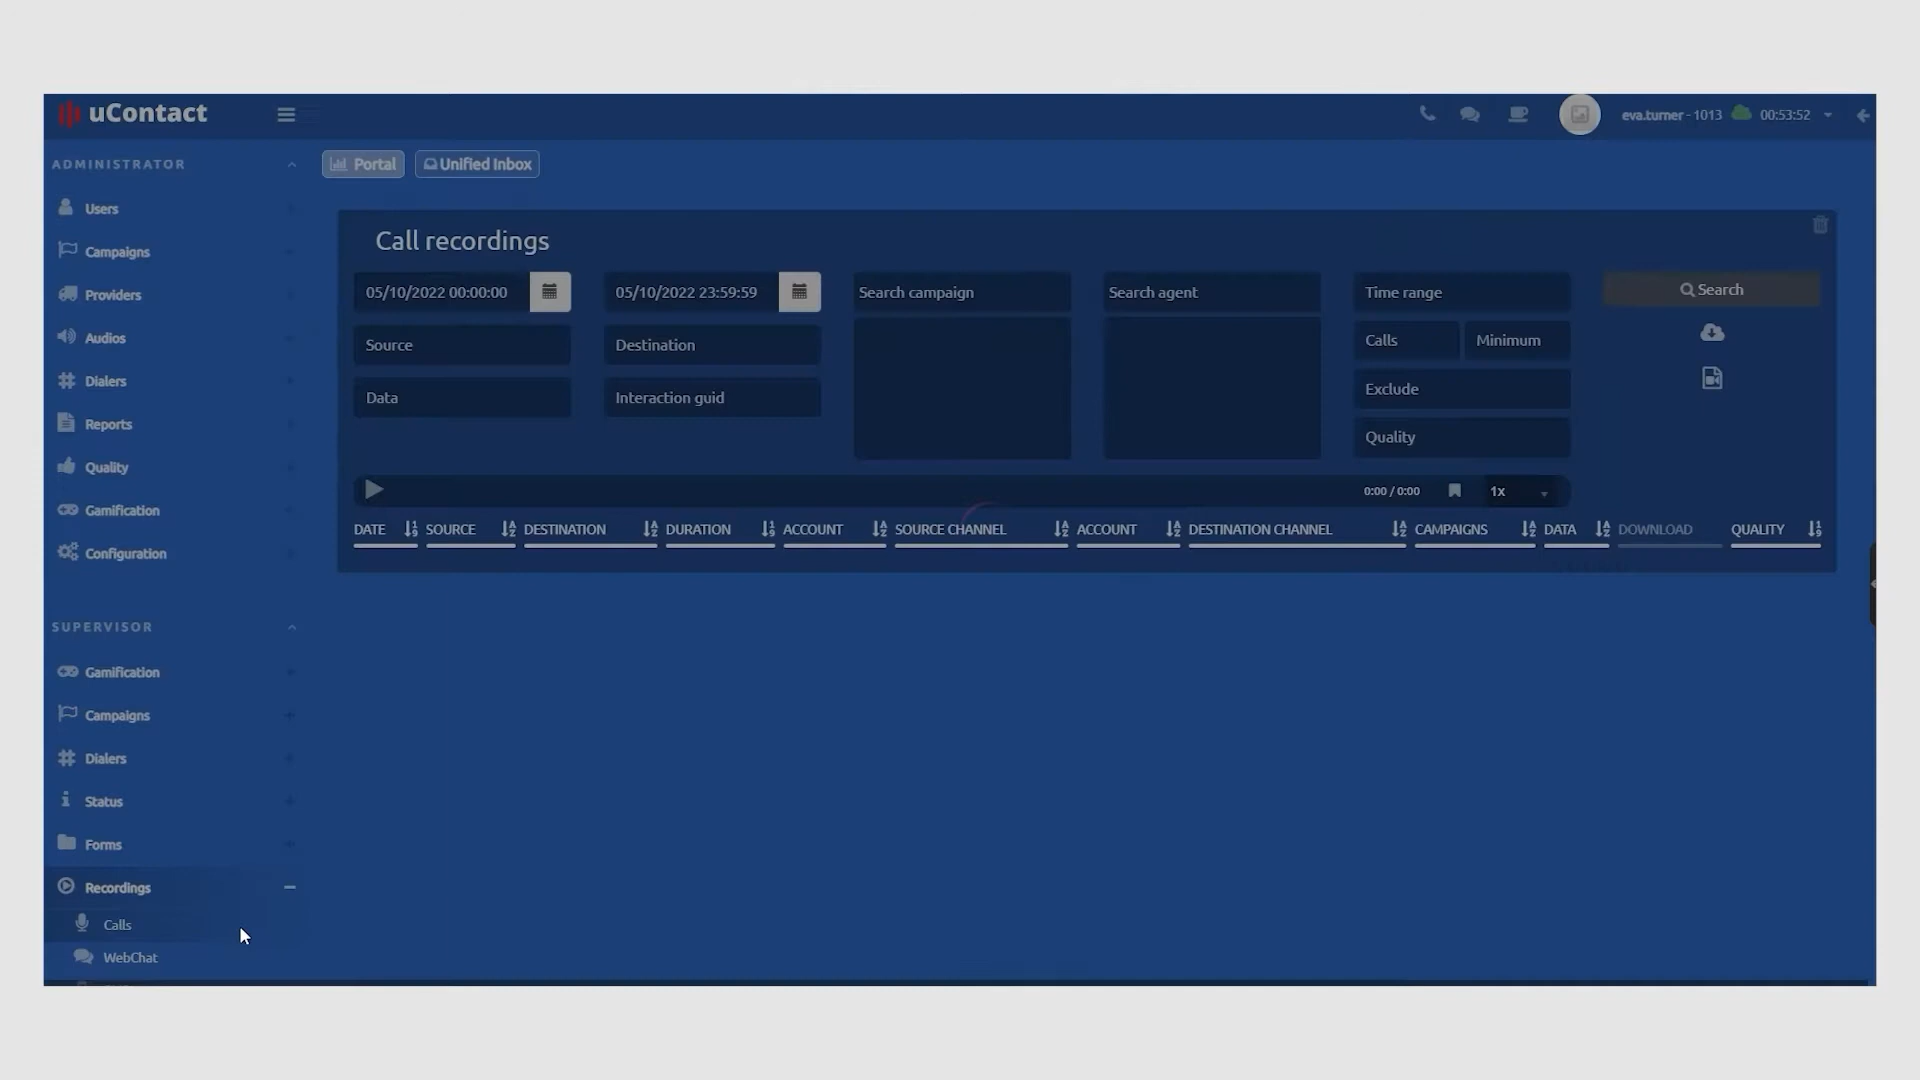 uContact
eva.turner - 1013 00:53:52
ADMINISTRATOR
Portal Unified Inbox
Users
Campaigns
Providers
Audios
Dialers
Reports
Quality
Gamification
Configuration
SUPERVISOR
Gamification
Campaigns
Dialers
Status
Forms
Recordings
Calls
WebChat
Call recordings
05/10/2022 00:00:00 05/10/2022 23:59:59 Search campaign Search agent Time range Search
Source Destination Calls Minimum
Data Interaction guid Exclude
Quality
0:00 / 0:00 1x
DATE SOURCE DESTINATION DURATION ACCOUNT SOURCE CHANNEL ACCOUNT DESTINATION CHANNEL CAMPAIGNS DATA DOWNLOAD QUALITY